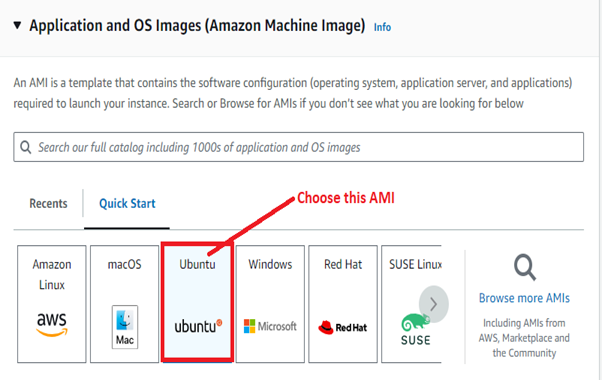 Application and OS Images (Amazon Machine Image) Info
An AMI is a template that contains the software configuration (operating system, application server, and applications)
required to launch your instance. Search or Browse for AMIs if you don't see what you are looking for below
Search our full catalog including 1000s of application and OS images
Choose this AMI
Recents
Quick Start
Amazon
Linux
aws
macOS
Mac
Ubuntu
ubuntu
Windows
Microsoft
Red Hat
Red Hat
SUSE Linux
SUSE
Browse more AMIs
Including AMIs from
AWS, Marketplace and
the Community